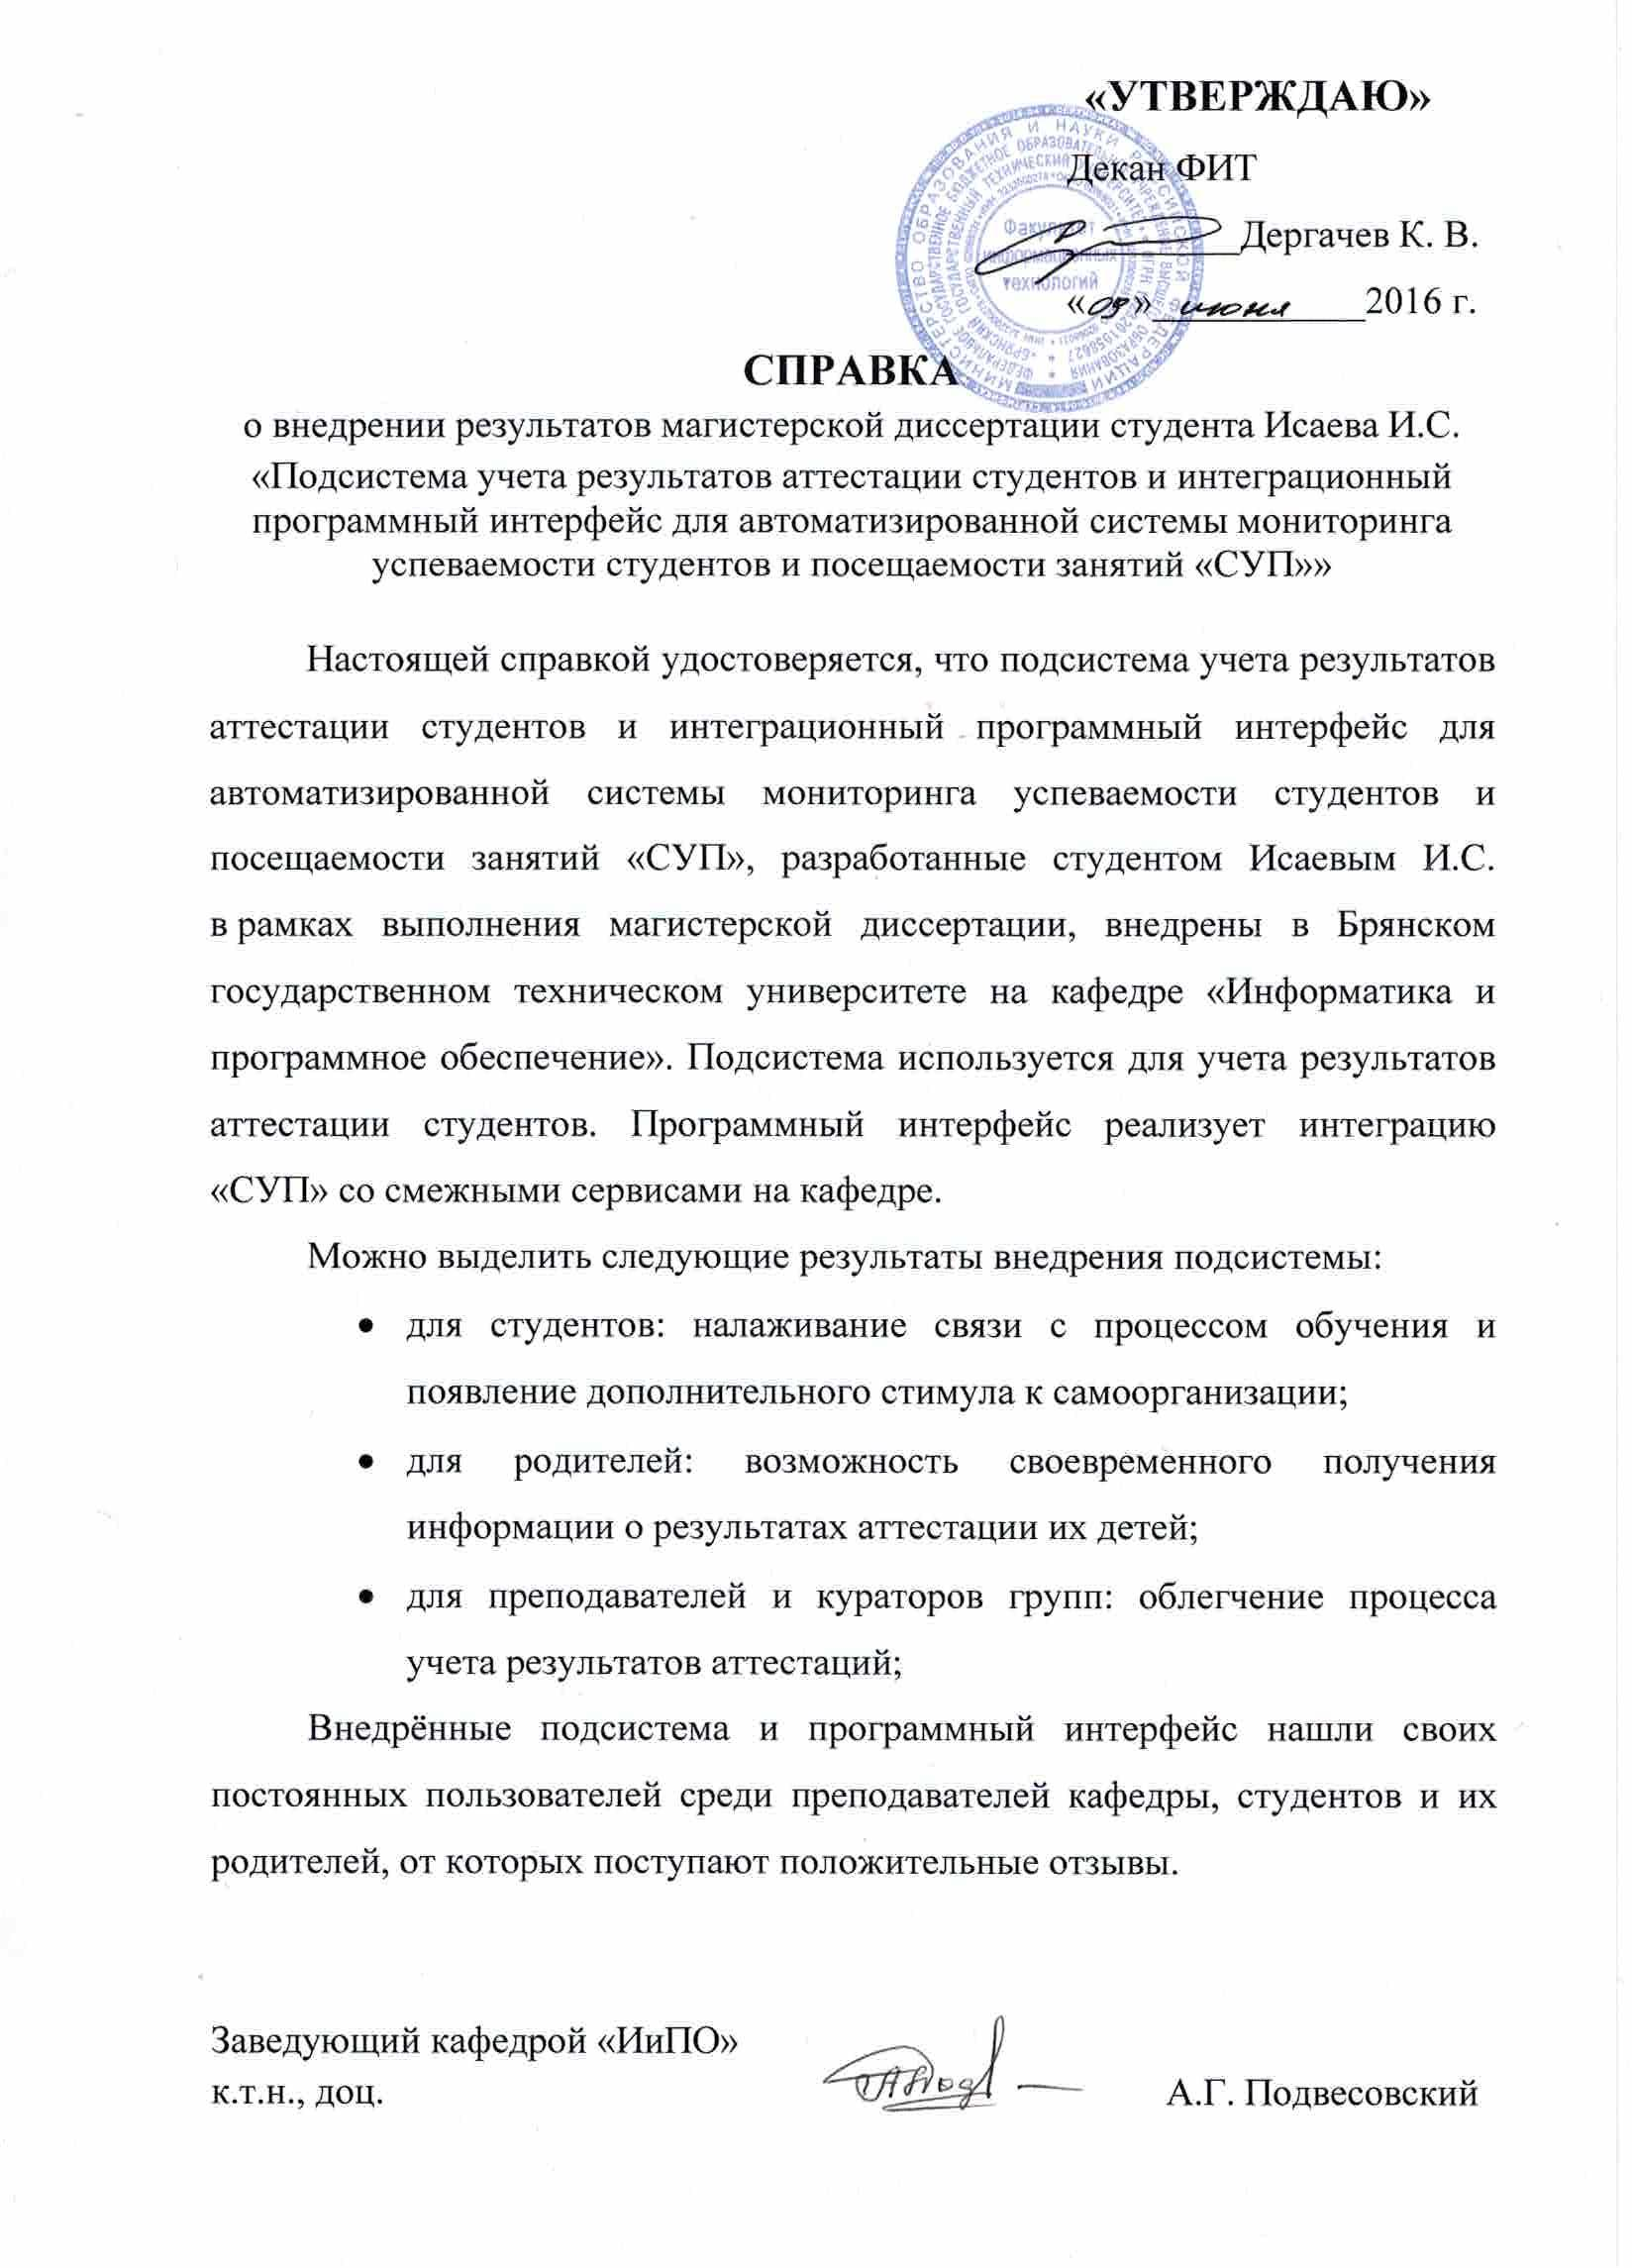 «УТВЕРЖДАЮ»
Декан ФИТ
Дергачев К. В.
Факультет
информационных
технологий
«09» июня 2016 г.
СПРАВКА
о внедрении результатов магистерской диссертации студента Исаева И.С.
«Подсистема учета результатов аттестации студентов и интеграционный
программный интерфейс для автоматизированной системы мониторинга
успеваемости студентов и посещаемости занятий «СУП»»
Настоящей справкой удостоверяется, что подсистема учета результатов
аттестации студентов и интеграционный программный интерфейс для
автоматизированной системы мониторинга успеваемости студентов и
посещаемости занятий «СУП», разработанные студентом Исаевым И.С.
в рамках выполнения магистерской диссертации, внедрены в Брянском
государственном техническом университете на кафедре «Информатика и
программное обеспечение». Подсистема используется для учета результатов
аттестации студентов. Программный интерфейс реализует интеграцию
«СУП» со смежными сервисами на кафедре.
Можно выделить следующие результаты внедрения подсистемы:
• для студентов: налаживание связи с процессом обучения и
появление дополнительного стимула к самоорганизации;
• для родителей: возможность своевременного получения
информации о результатах аттестации их детей;
• для преподавателей и кураторов групп: облегчение процесса
учета результатов аттестаций;
Внедрённые подсистема и программный интерфейс нашли своих
постоянных пользователей среди преподавателей кафедры, студентов и их
родителей, от которых поступают положительные отзывы.
Заведующий кафедрой «ИиПО»
к.т.н., доц. А.Г. Подвесовский